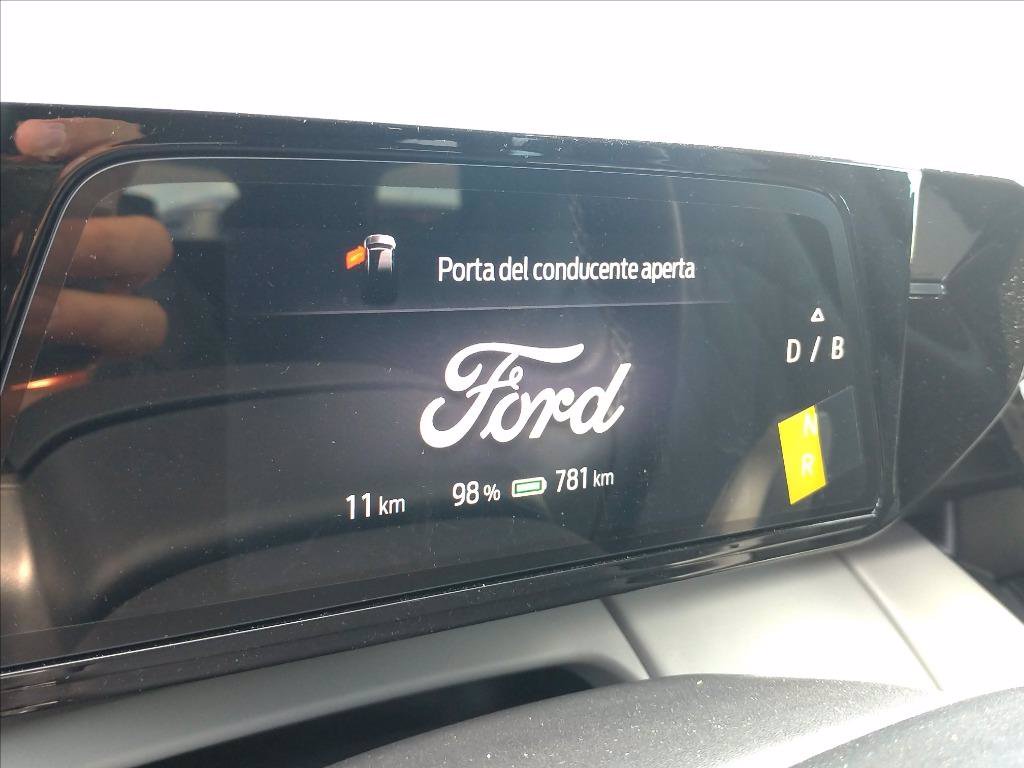 Porta del conducente aperta
D / B
Ford
N
R
11 km
98 %
781 km